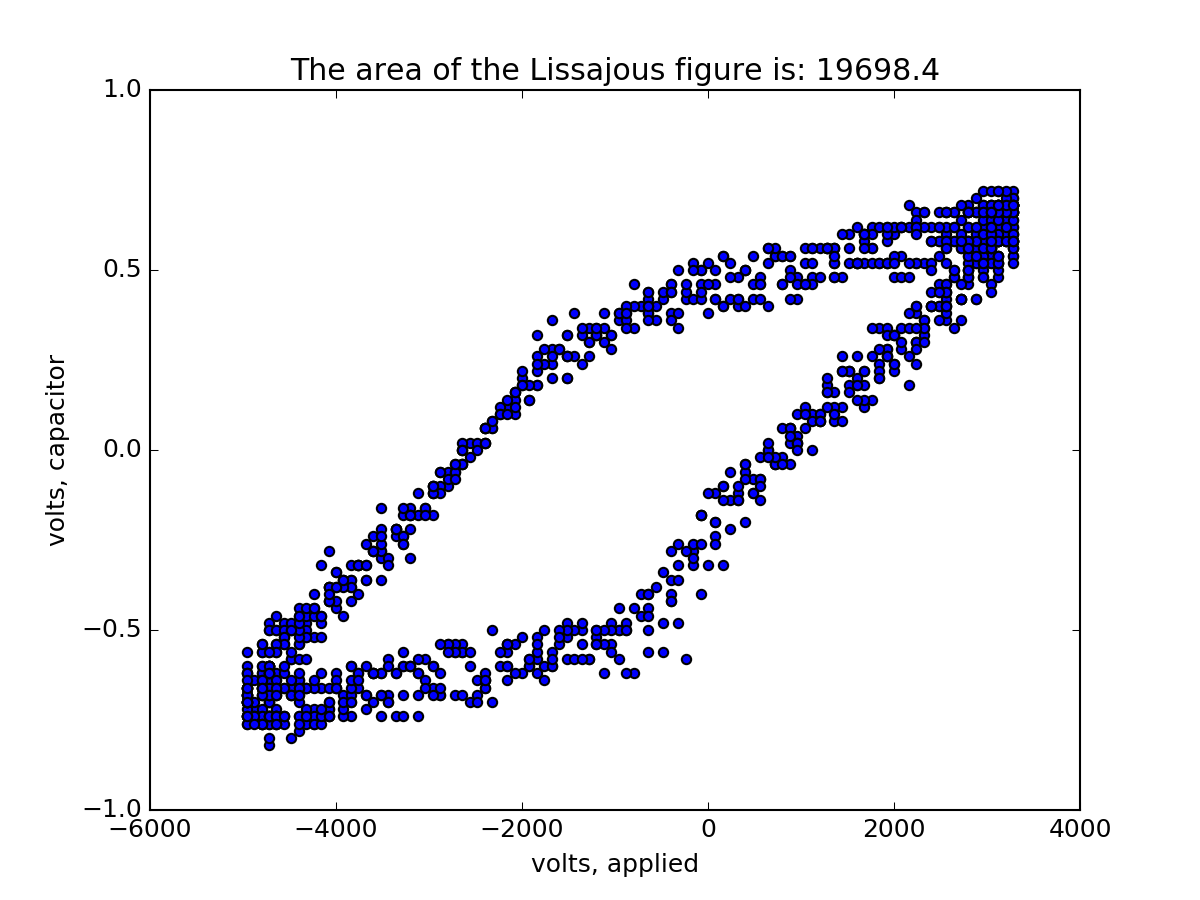 The area of the Lissajous figure is: 19698.4
1.0
0.5
0.0
−0.5
−1.0
volts, capacitor
−6000 −4000 −2000 0 2000 4000
volts, applied